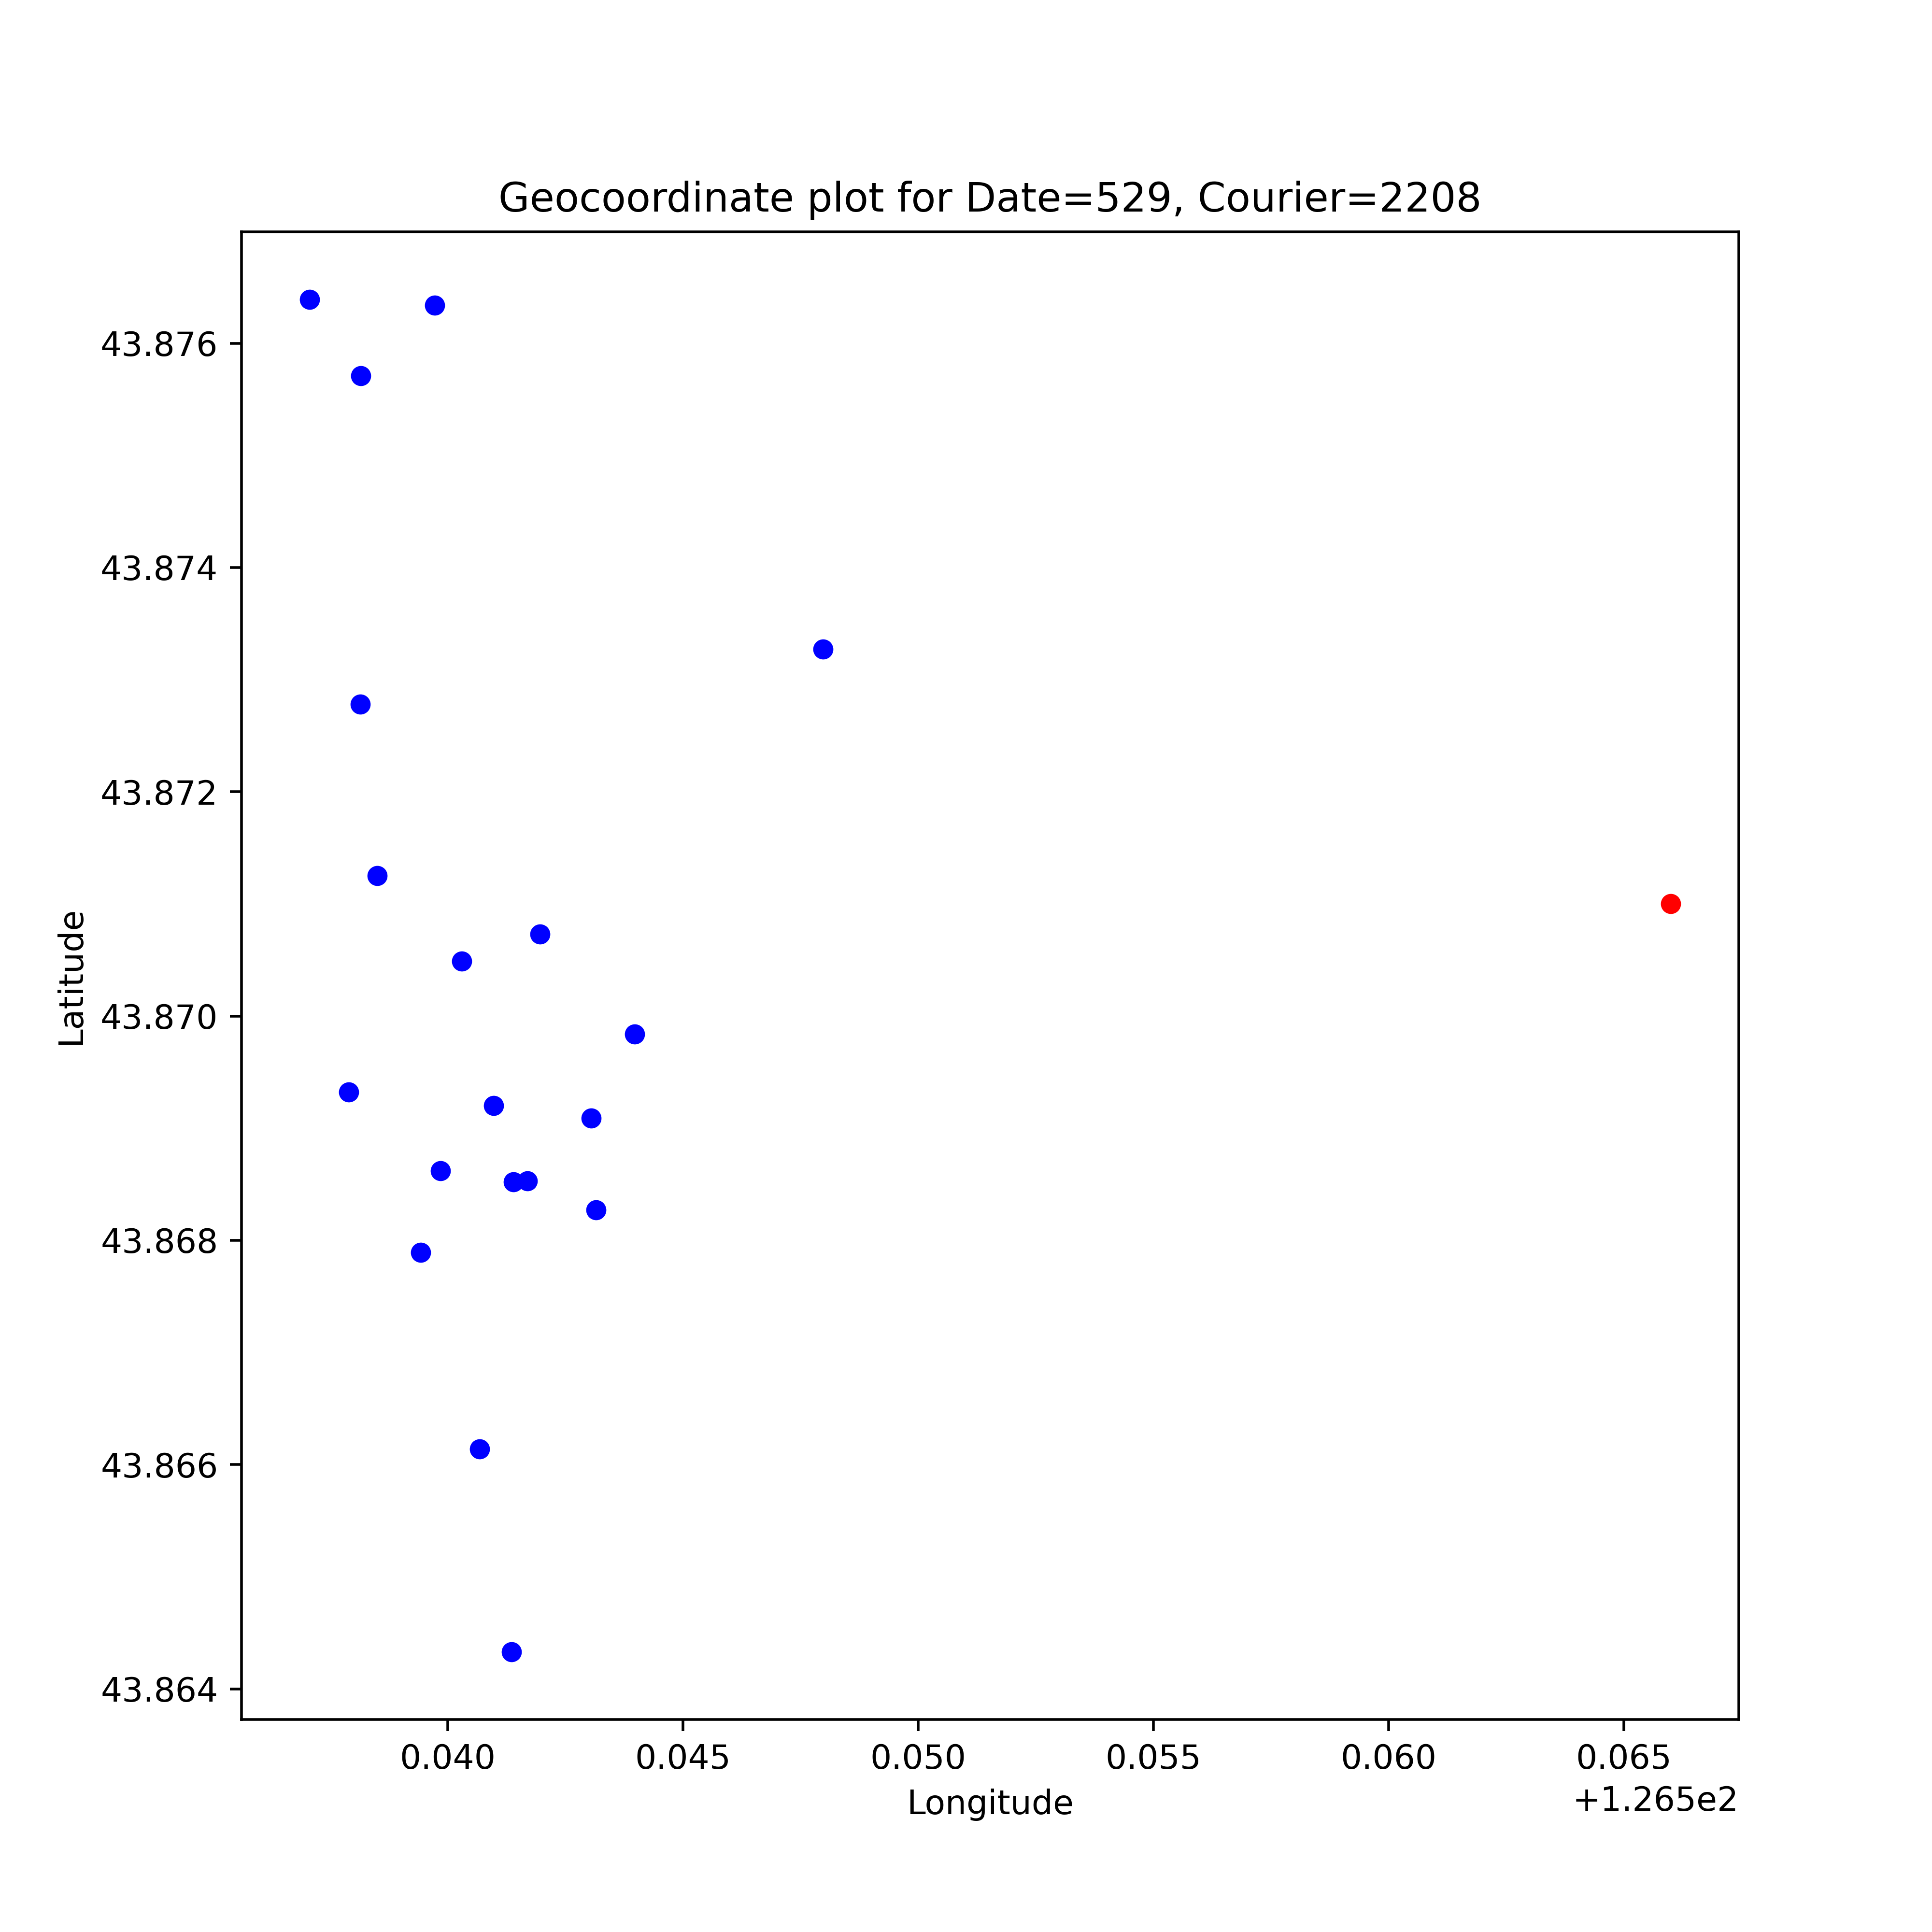 Geocoordinate plot for Date=529, Courier=2208
43.876
43.874
43.872
43.870
43.868
43.866
43.864
Latitude
0.040 0.045 0.050 0.055 0.060 0.065
+1.265e2
Longitude